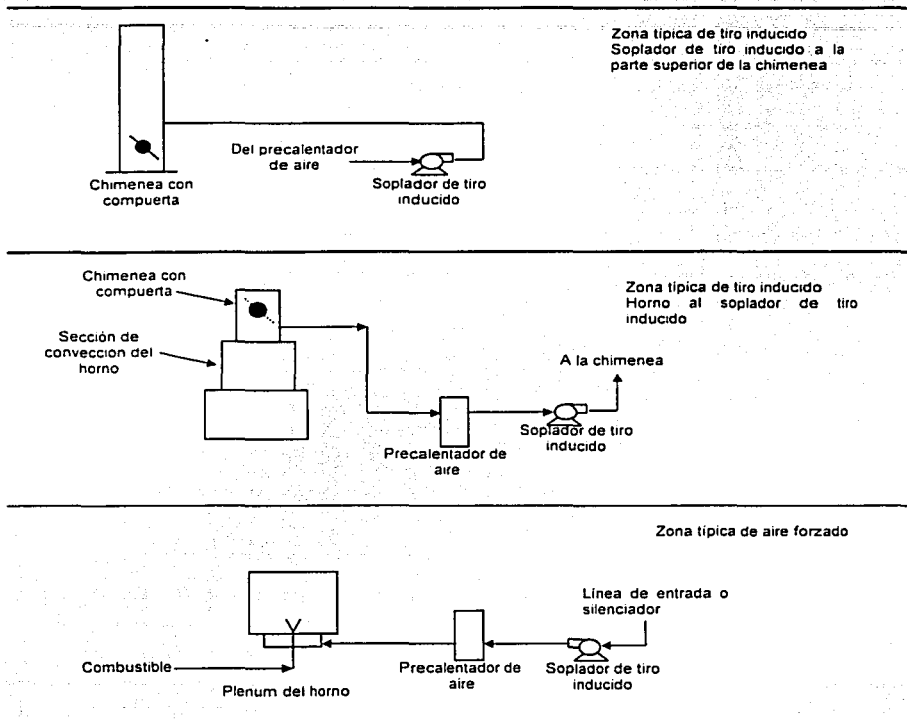 Zona típica de tiro inducido
Soplador de tiro inducido a la
parte superior de la chimenea
Del precalentador
de aire
Chimenea con
compuerta
Soplador de tiro
inducido
Chimenea con
compuerta
Zona típica de tiro inducido
Horno al soplador de tiro
inducido
Sección de
conveccion del
horno
A la chimenea
Soplador de tiro
inducido
Precalentador de
aire
Zona típica de aire forzado
Línea de entrada o
silenciador
Combustible
Plenum del horno
Precalentador de
aire
Soplador de tiro
inducido